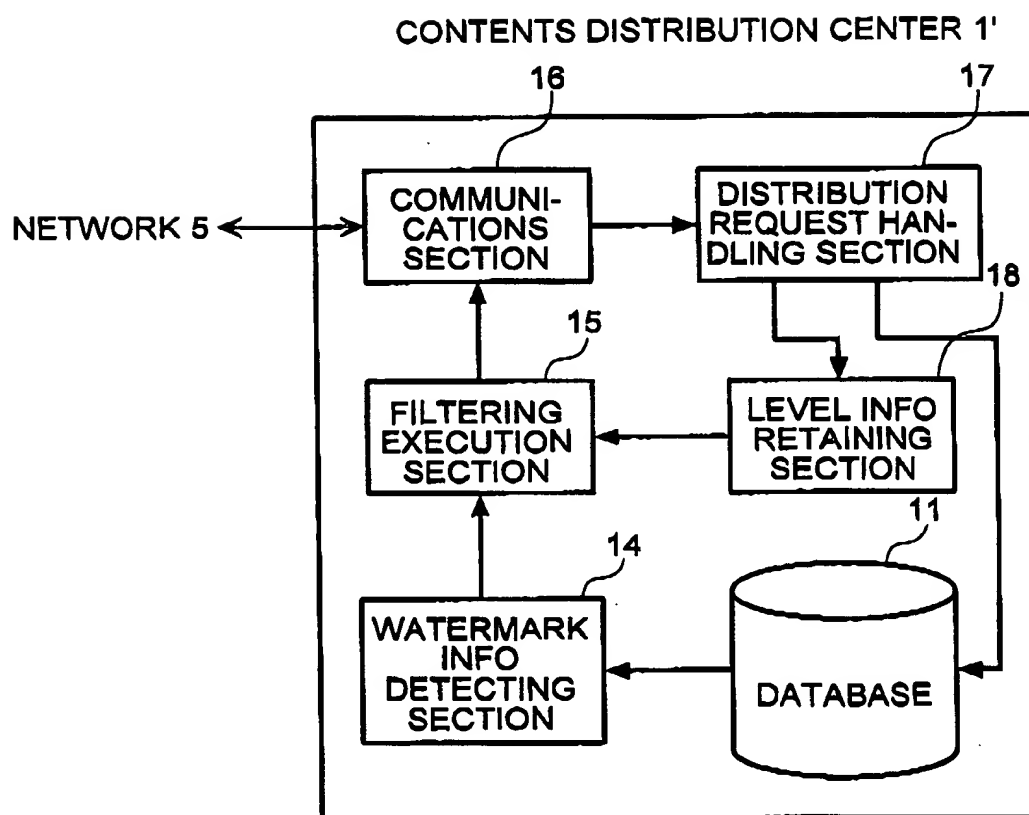 CONTENTS DISTRIBUTION CENTER 1'
16
17
COMMUNI-
CATIONS
SECTION
DISTRIBUTION
REQUEST HAN-
DLING SECTION
NETWORK 5
18
15
FILTERING
EXECUTION
SECTION
LEVEL INFO
RETAINING
SECTION
11
14
WATERMARK
INFO
DETECTING
SECTION
DATABASE